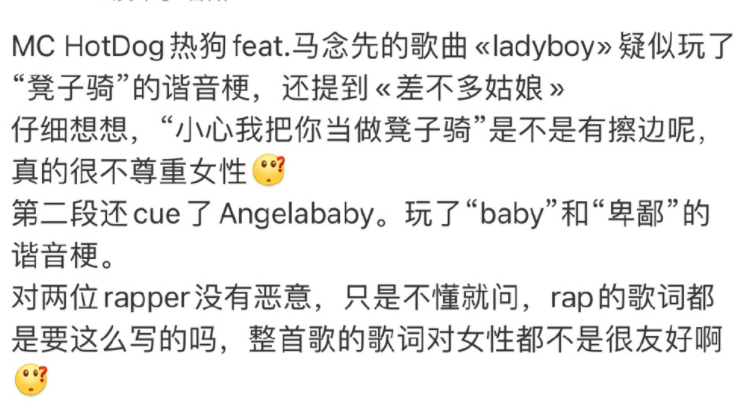 MC HotDog热狗feat.马念先的歌曲«ladyboy»疑似玩了
“凳子骑”的谐音梗，还提到«差不多姑娘»
仔细想想，“小心我把你当做凳子骑”是不是有擦边呢，
真的很不尊重女性
第二段还cue了Angelababy。玩了“baby”和“卑鄙”的
谐音梗。
对两位rapper没有恶意，只是不懂就问，rap的歌词都
是要这么写的吗，整首歌的歌词对女性都不是很友好啊